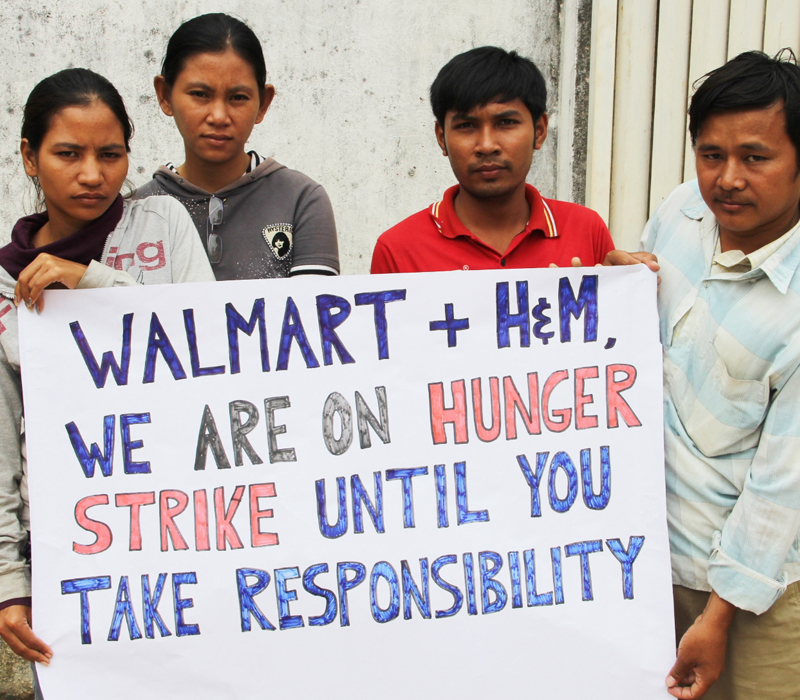 WALMART + H&M,
WE ARE ON HUNGER
STRIKE UNTIL YOU
TAKE RESPONSIBILITY